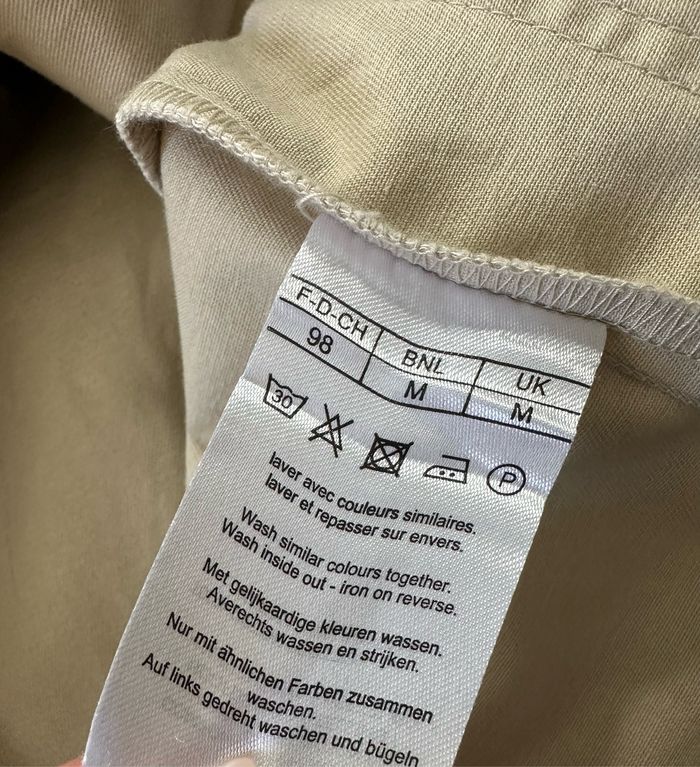 F-D-CH BNL UK
98 M M
30 P
laver avec couleurs similaires.
laver et repasser sur envers.
Wash similar colours together.
Wash inside out - iron on reverse.
Met gelijkaardige kleuren wassen.
Averechts wassen en strijken.
Nur mit ähnlichen Farben zusammen
waschen.
Auf links gedreht waschen und bügeln